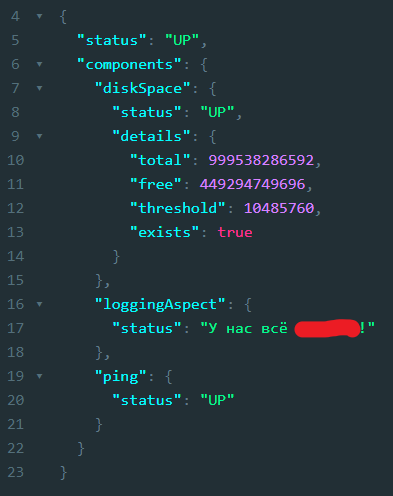 4 {
5 "status": "UP",
6 "components": {
7 "diskSpace": {
8 "status": "UP",
9 "details": {
10 "total": 999538286592,
11 "free": 449294749696,
12 "threshold": 10485760,
13 "exists": true
14 }
15 },
16 "loggingAspect": {
17 "status": "У нас всё !"
18 },
19 "ping": {
20 "status": "UP"
21 }
22 }
23 }